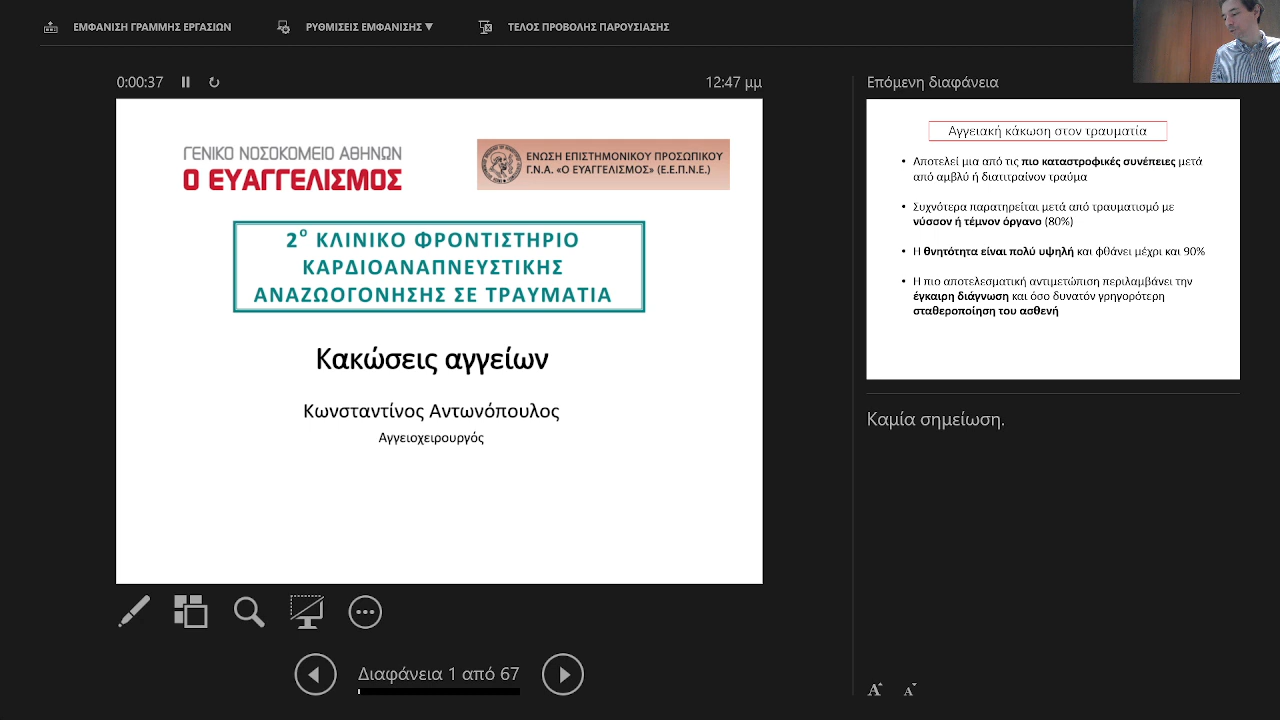 ΕΜΦΑΝΙΣΗ ΓΡΑΜΜΗΣ ΕΡΓΑΣΙΩΝ
ΡΥΘΜΙΣΕΙΣ ΕΜΦΑΝΙΣΗΣ ▼
ΤΕΛΟΣ ΠΡΟΒΟΛΗΣ ΠΑΡΟΥΣΙΑΣΗΣ
0:00:37
12:47 μμ
ΓΕΝΙΚΟ ΝΟΣΟΚΟΜΕΙΟ ΑΘΗΝΩΝ
Ο ΕΥΑΓΓΕΛΙΣΜΟΣ
ΕΝΩΣΗ ΕΠΙΣΤΗΜΟΝΙΚΟΥ ΠΡΟΣΩΠΙΚΟΥ
Γ.Ν.Α. «Ο ΕΥΑΓΓΕΛΙΣΜΟΣ» (Ε.Ε.Π.Ν.Ε.)
2ο ΚΛΙΝΙΚΟ ΦΡΟΝΤΙΣΤΗΡΙΟ
ΚΑΡΔΙΟΑΝΑΠΝΕΥΣΤΙΚΗΣ
ΑΝΑΖΩΟΓΟΝΗΣΗΣ ΣΕ ΤΡΑΥΜΑΤΙΑ
Κακώσεις αγγείων
Κωνσταντίνος Αντωνόπουλος
Αγγειοχειρουργός
Διαφάνεια 1 από 67
Επόμενη διαφάνεια
Αγγειακή κάκωση στον τραυματία
• Αποτελεί μια από τις πιο καταστροφικές συνέπειες μετά
από αμβλύ ή διατιτραίνον τραύμα
• Συχνότερα παρατηρείται μετά από τραυματισμό με
νύσσον ή τέμνον όργανο (80%)
• Η θνητότητα είναι πολύ υψηλή και φθάνει μέχρι και 90%
• Η πιο αποτελεσματική αντιμετώπιση περιλαμβάνει την
έγκαιρη διάγνωση και όσο δυνατόν γρηγορότερη
σταθεροποίηση του ασθενή
Καμία σημείωση.
A A